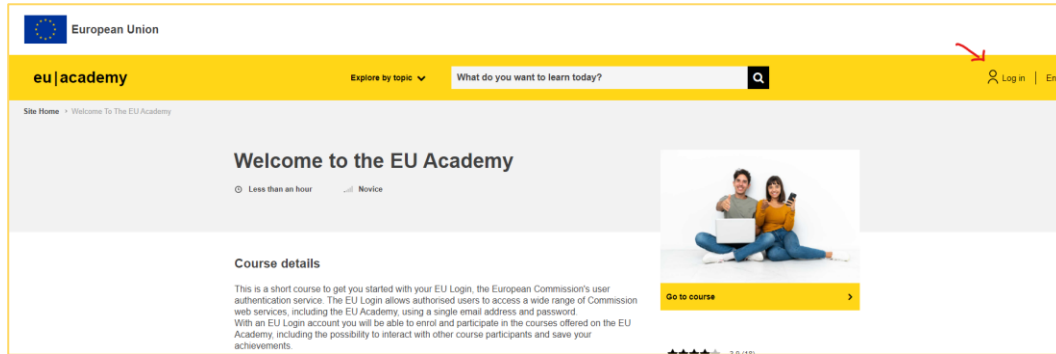 European Union
eu|academy
Explore by topic
What do you want to learn today?
Log in
En
Site Home > Welcome To The EU Academy
Welcome to the EU Academy
Less than an hour
Novice
Course details
This is a short course to get you started with your EU Login, the European Commission's user
authentication service. The EU Login allows authorised users to access a wide range of Commission
web services, including the EU Academy, using a single email address and password.
With an EU Login account you will be able to enrol and participate in the courses offered on the EU
Academy, including the possibility to interact with other course participants and save your
achievements.
Go to course